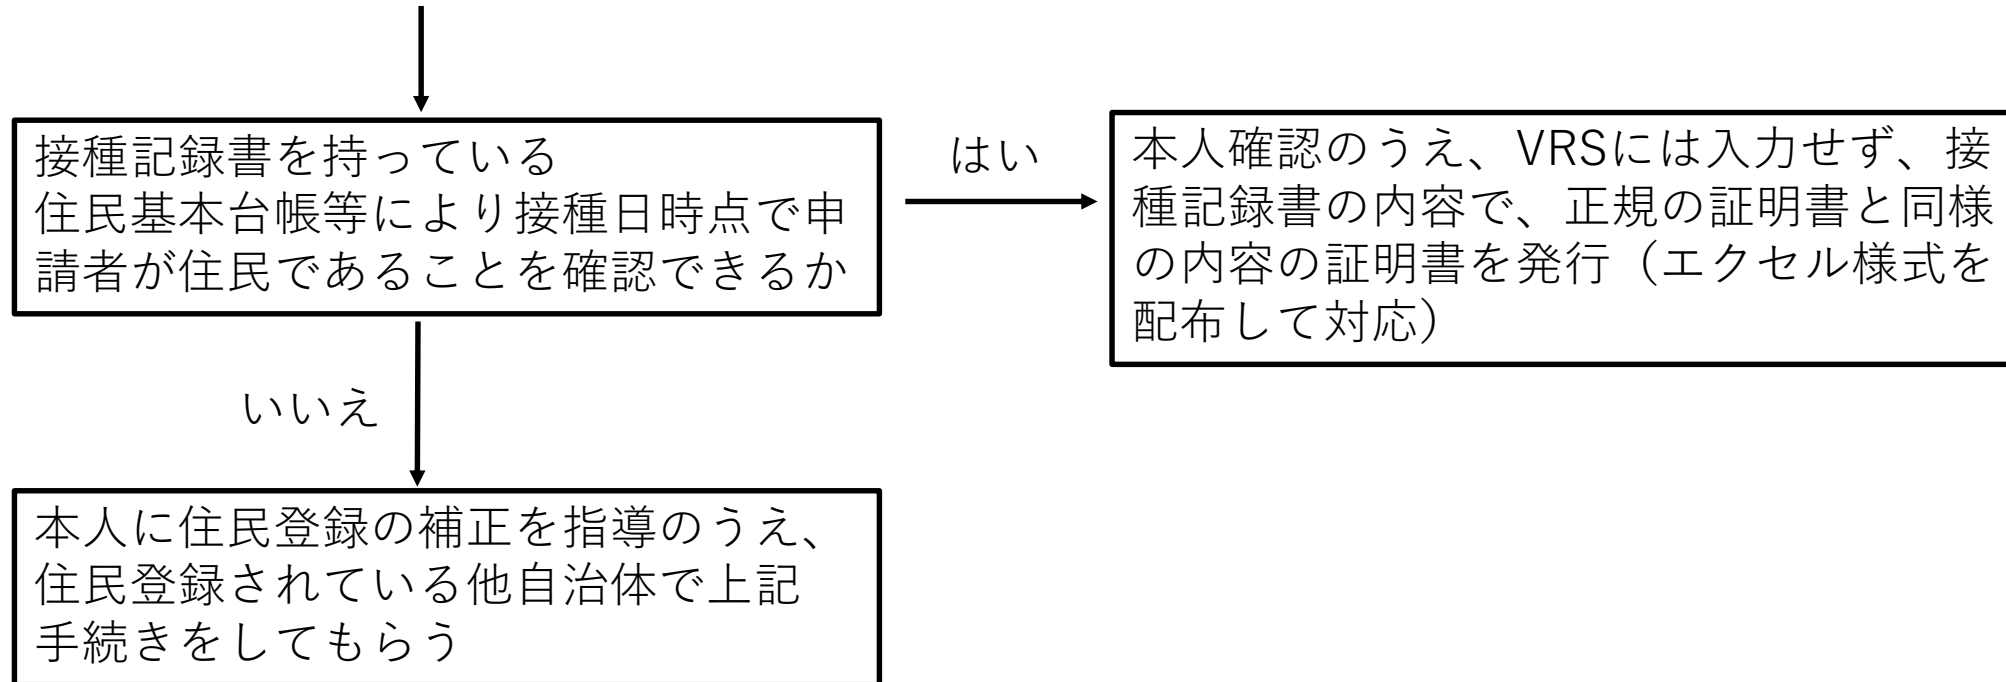 接種記録書を持っている
住民基本台帳等により接種日時点で申
請者が住民であることを確認できるか
はい
本人確認のうえ、VRSには入力せず、接
種記録書の内容で、正規の証明書と同様
の内容の証明書を発行（エクセル様式を
配布して対応）
いいえ
本人に住民登録の補正を指導のうえ、
住民登録されている他自治体で上記
手続きをしてもらう